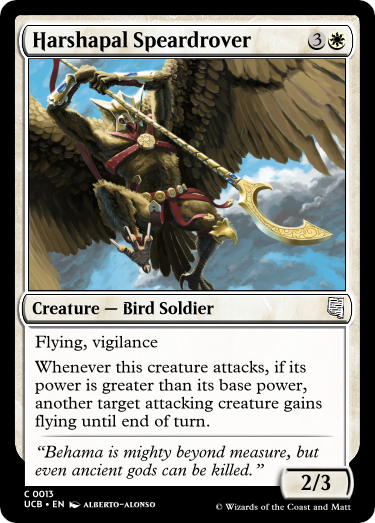 Harshapal Speardrover 3
Creature — Bird Soldier
Flying, vigilance
Whenever this creature attacks, if its
power is greater than its base power,
another target attacking creature gains
flying until end of turn.
“Behama is mighty beyond measure, but
even ancient gods can be killed.”
2/3
C 0013
UCB • EN ALBERTO-ALONSO
© Wizards of the Coast and Matt